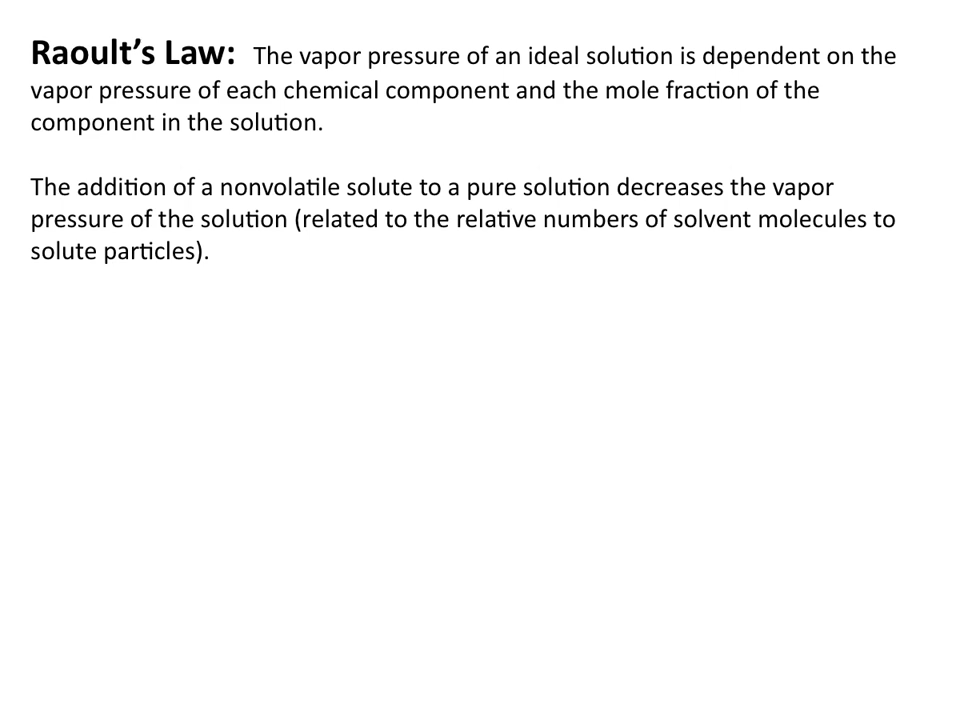 Raoult’s Law: The vapor pressure of an ideal solution is dependent on the
vapor pressure of each chemical component and the mole fraction of the
component in the solution.
The addition of a nonvolatile solute to a pure solution decreases the vapor
pressure of the solution (related to the relative numbers of solvent molecules to
solute particles).